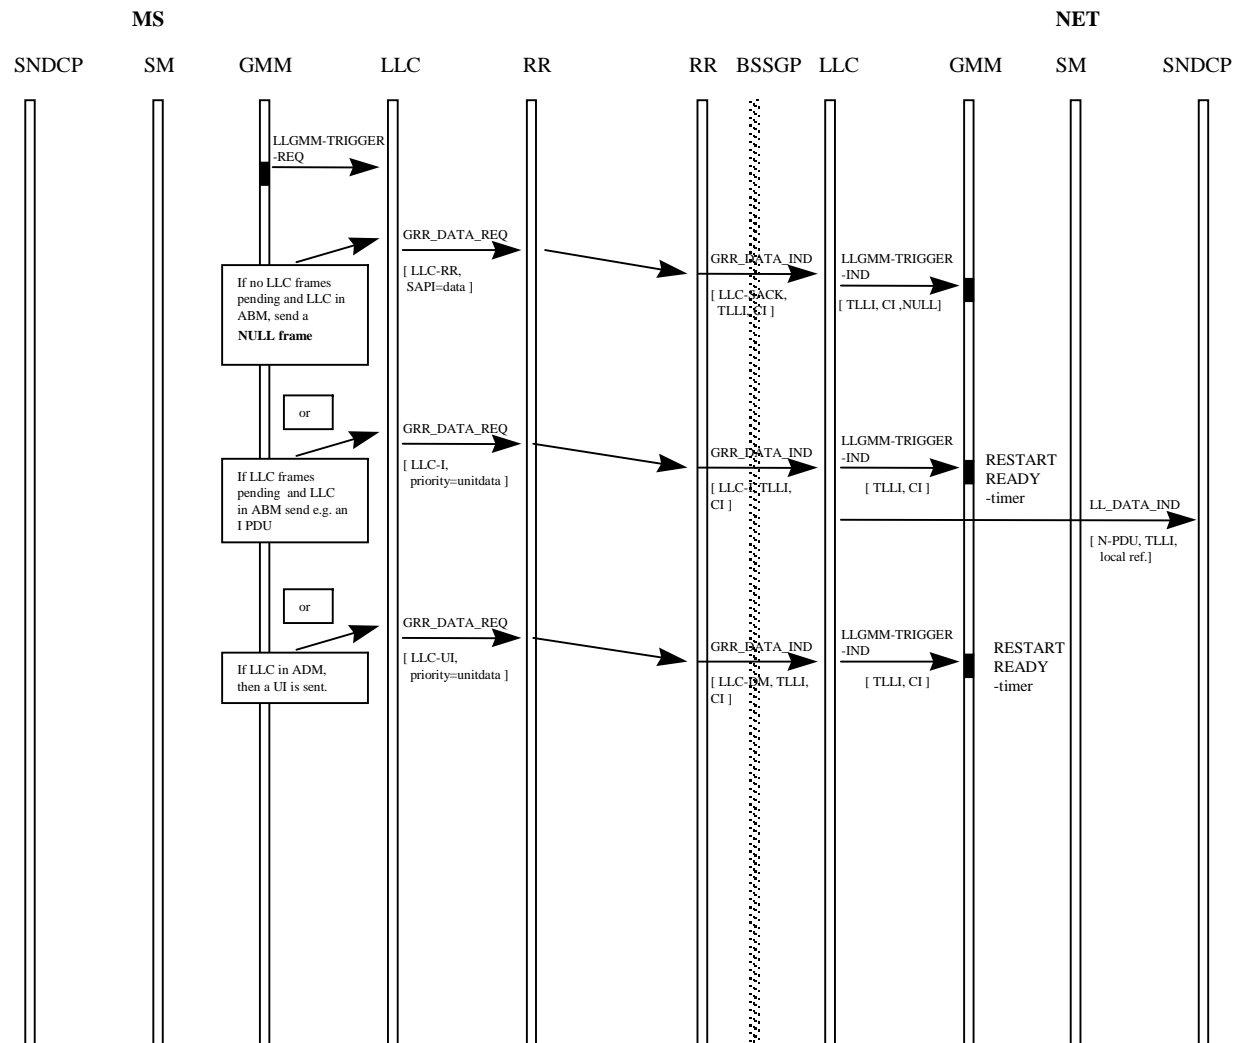 MS NET
SNDCP SM GMM LLC RR RR BSSGP LLC GMM SM SNDCP
LLGMM-TRIGGER
-REQ
GRR_DATA_REQ
[ LLC-RR,
SAPI=data ]
GRR_DATA_IND
[ LLC-SACK,
TLLI, CI ]
LLGMM-TRIGGER
-IND
[ TLLI, CI ,NULL]
If no LLC frames
pending and LLC in
ABM, send a
NULL frame
or
GRR_DATA_REQ
[ LLC-I,
priority=unitdata ]
GRR_DATA_IND
[ LLC-I, TLLI,
CI ]
LLGMM-TRIGGER
-IND
[ TLLI, CI ]
RESTART
READY
-timer
If LLC frames
pending and LLC
in ABM send e.g. an
I PDU
LL_DATA_IND
[ N-PDU, TLLI,
local ref.]
or
GRR_DATA_REQ
[ LLC-UI,
priority=unitdata ]
GRR_DATA_IND
[ LLC-DM, TLLI,
CI ]
LLGMM-TRIGGER
-IND
[ TLLI, CI ]
RESTART
READY
-timer
If LLC in ADM,
then a UI is sent.